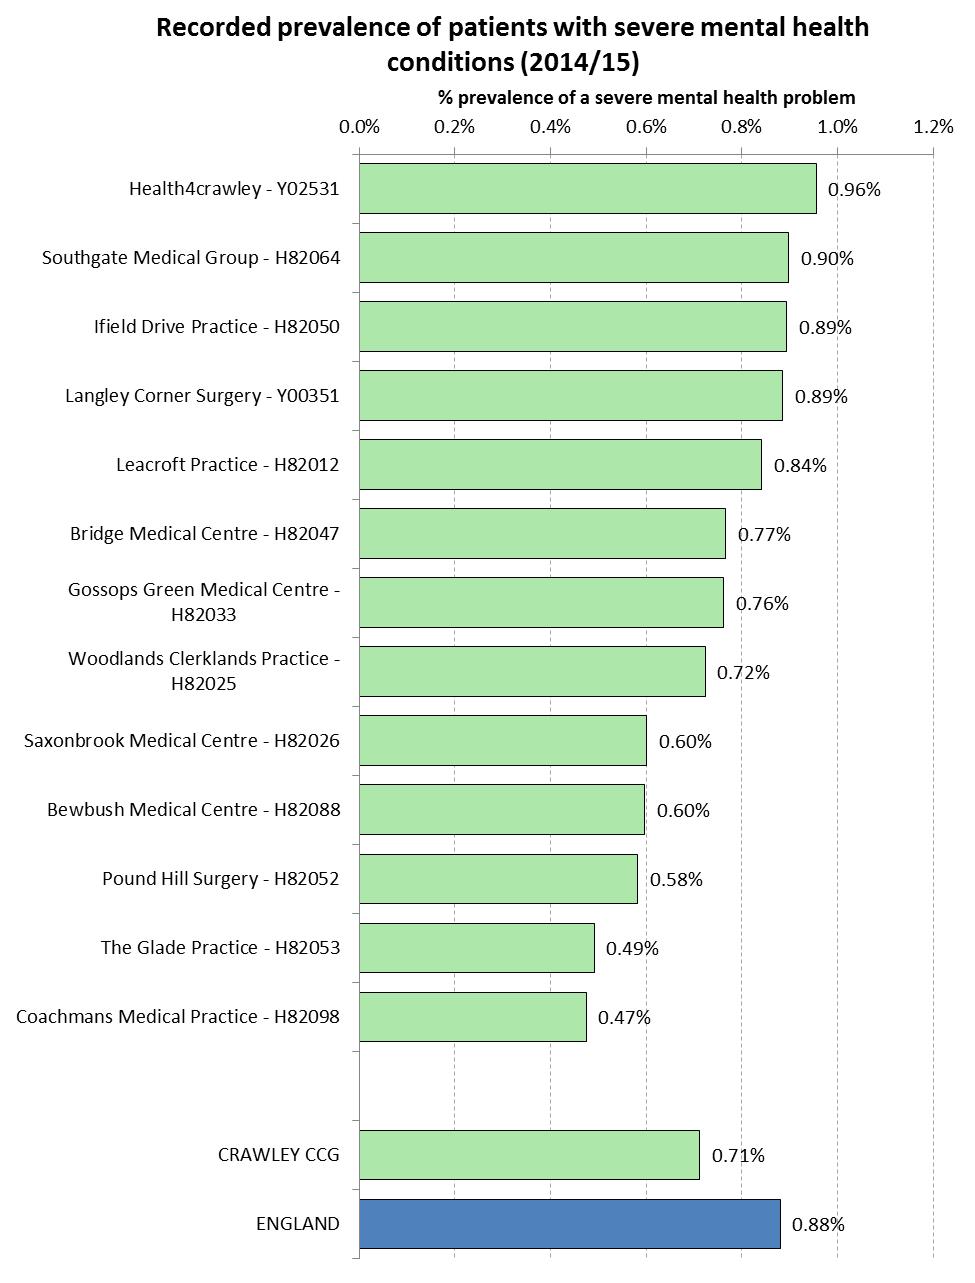 Recorded prevalence of patients with severe mental health
conditions (2014/15)
% prevalence of a severe mental health problem
0.0% 0.2% 0.4% 0.6% 0.8% 1.0% 1.2%
Health4crawley - Y02531 0.96%
Southgate Medical Group - H82064 0.90%
Ifield Drive Practice - H82050 0.89%
Langley Corner Surgery - Y00351 0.89%
Leacroft Practice - H82012 0.84%
Bridge Medical Centre - H82047 0.77%
Gossops Green Medical Centre -
H82033 0.76%
Woodlands Clerklands Practice -
H82025 0.72%
Saxonbrook Medical Centre - H82026 0.60%
Bewbush Medical Centre - H82088 0.60%
Pound Hill Surgery - H82052 0.58%
The Glade Practice - H82053 0.49%
Coachmans Medical Practice - H82098 0.47%
CRAWLEY CCG 0.71%
ENGLAND 0.88%